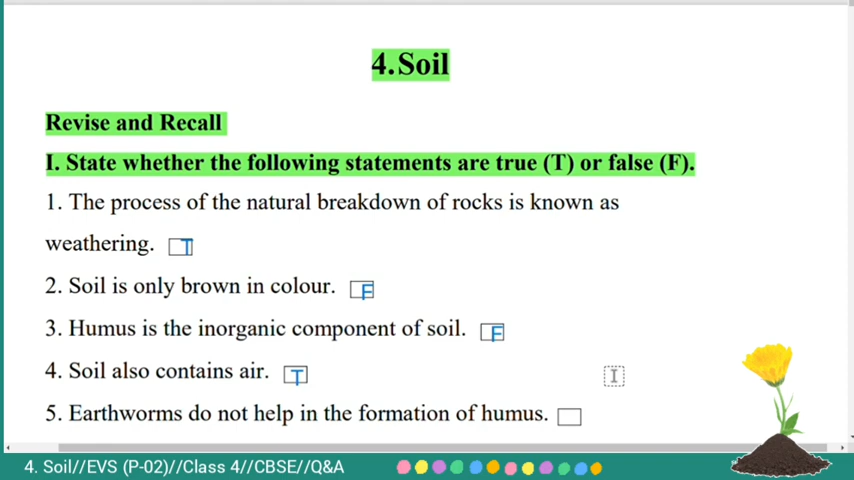 4.Soil
Revise and Recall
I. State whether the following statements are true (T) or false (F).
1. The process of the natural breakdown of rocks is known as
weathering. T
2. Soil is only brown in colour. F
3. Humus is the inorganic component of soil. F
4. Soil also contains air. T
5. Earthworms do not help in the formation of humus.
4. Soil//EVS (P-02)//Class 4//CBSE//Q&A